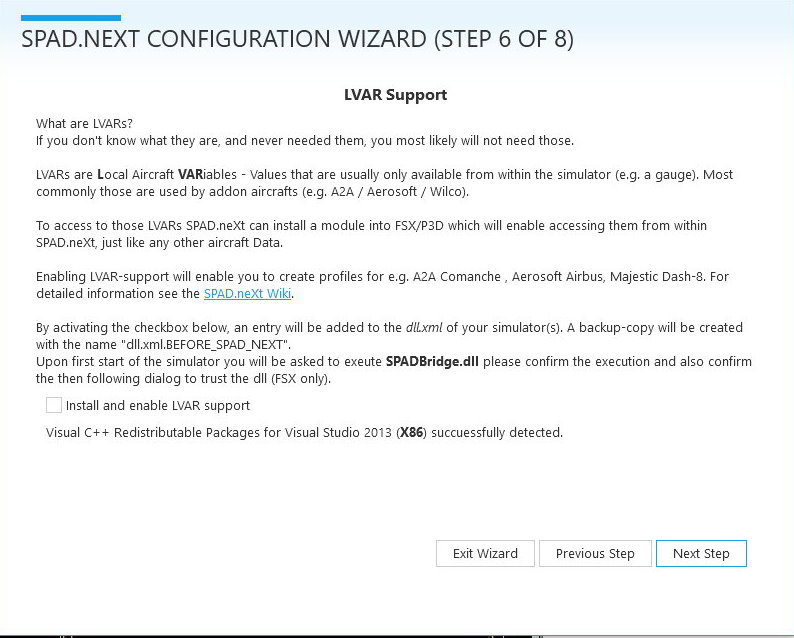 SPAD.NEXT CONFIGURATION WIZARD (STEP 6 OF 8)
LVAR Support
What are LVARs?
If you don't know what they are, and never needed them, you most likely will not need those.
LVARs are Local Aircraft VARiables - Values that are usually only available from within the simulator (e.g. a gauge). Most
commonly those are used by addon aircrafts (e.g. A2A / Aerosoft / Wilco).
To access to those LVARs SPAD.neXt can install a module into FSX/P3D which will enable accessing them from within
SPAD.neXt, just like any other aircraft Data.
Enabling LVAR-support will enable you to create profiles for e.g. A2A Comanche , Aerosoft Airbus, Majestic Dash-8. For
detailed information see the SPAD.neXt Wiki.
By activating the checkbox below, an entry will be added to the dll.xml of your simulator(s). A backup-copy will be created
with the name "dll.xml.BEFORE_SPAD_NEXT".
Upon first start of the simulator you will be asked to exeute SPADBridge.dll please confirm the execution and also confirm
the then following dialog to trust the dll (FSX only).
Install and enable LVAR support
Visual C++ Redistributable Packages for Visual Studio 2013 (X86) succuessfully detected.
Exit Wizard
Previous Step
Next Step